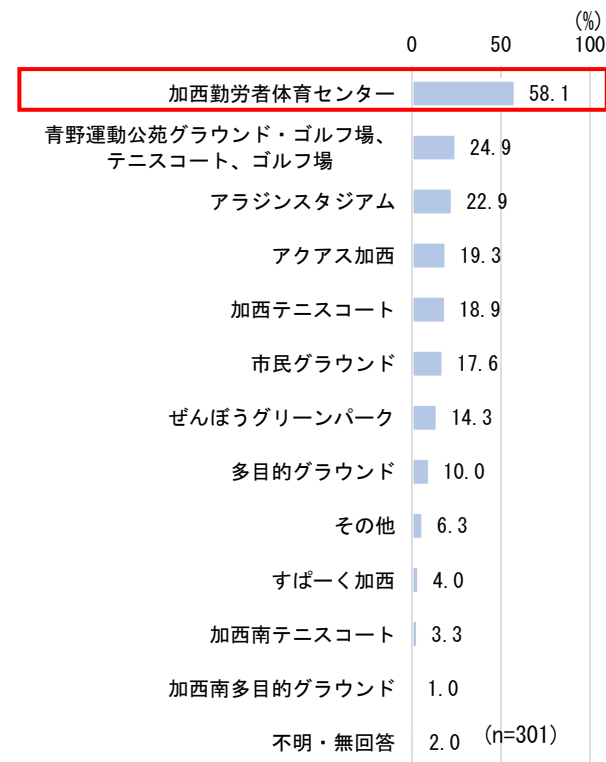 (%)
0 50 100
加西勤労者体育センター 58.1
青野運動公苑グラウンド・ゴルフ場、
テニスコート、ゴルフ場 24.9
アラジンスタジアム 22.9
アクアス加西 19.3
加西テニスコート 18.9
市民グラウンド 17.6
ぜんぼうグリーンパーク 14.3
多目的グラウンド 10.0
その他 6.3
すぱーく加西 4.0
加西南テニスコート 3.3
加西南多目的グラウンド 1.0
不明・無回答 2.0 (n=301)